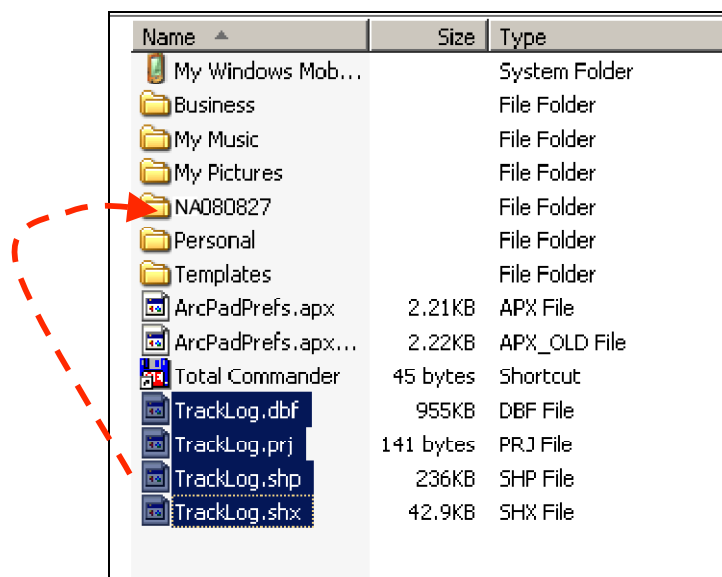 Name Size Type
My Windows Mob... System Folder
Business File Folder
My Music File Folder
My Pictures File Folder
NA080827 File Folder
Personal File Folder
Templates File Folder
ArcPadPrefs.apx 2.21KB APX File
ArcPadPrefs.apx... 2.22KB APX_OLD File
Total Commander 45 bytes Shortcut
TrackLog.dbf 955KB DBF File
TrackLog.prj 141 bytes PRJ File
TrackLog.shp 236KB SHP File
TrackLog.shx 42.9KB SHX File